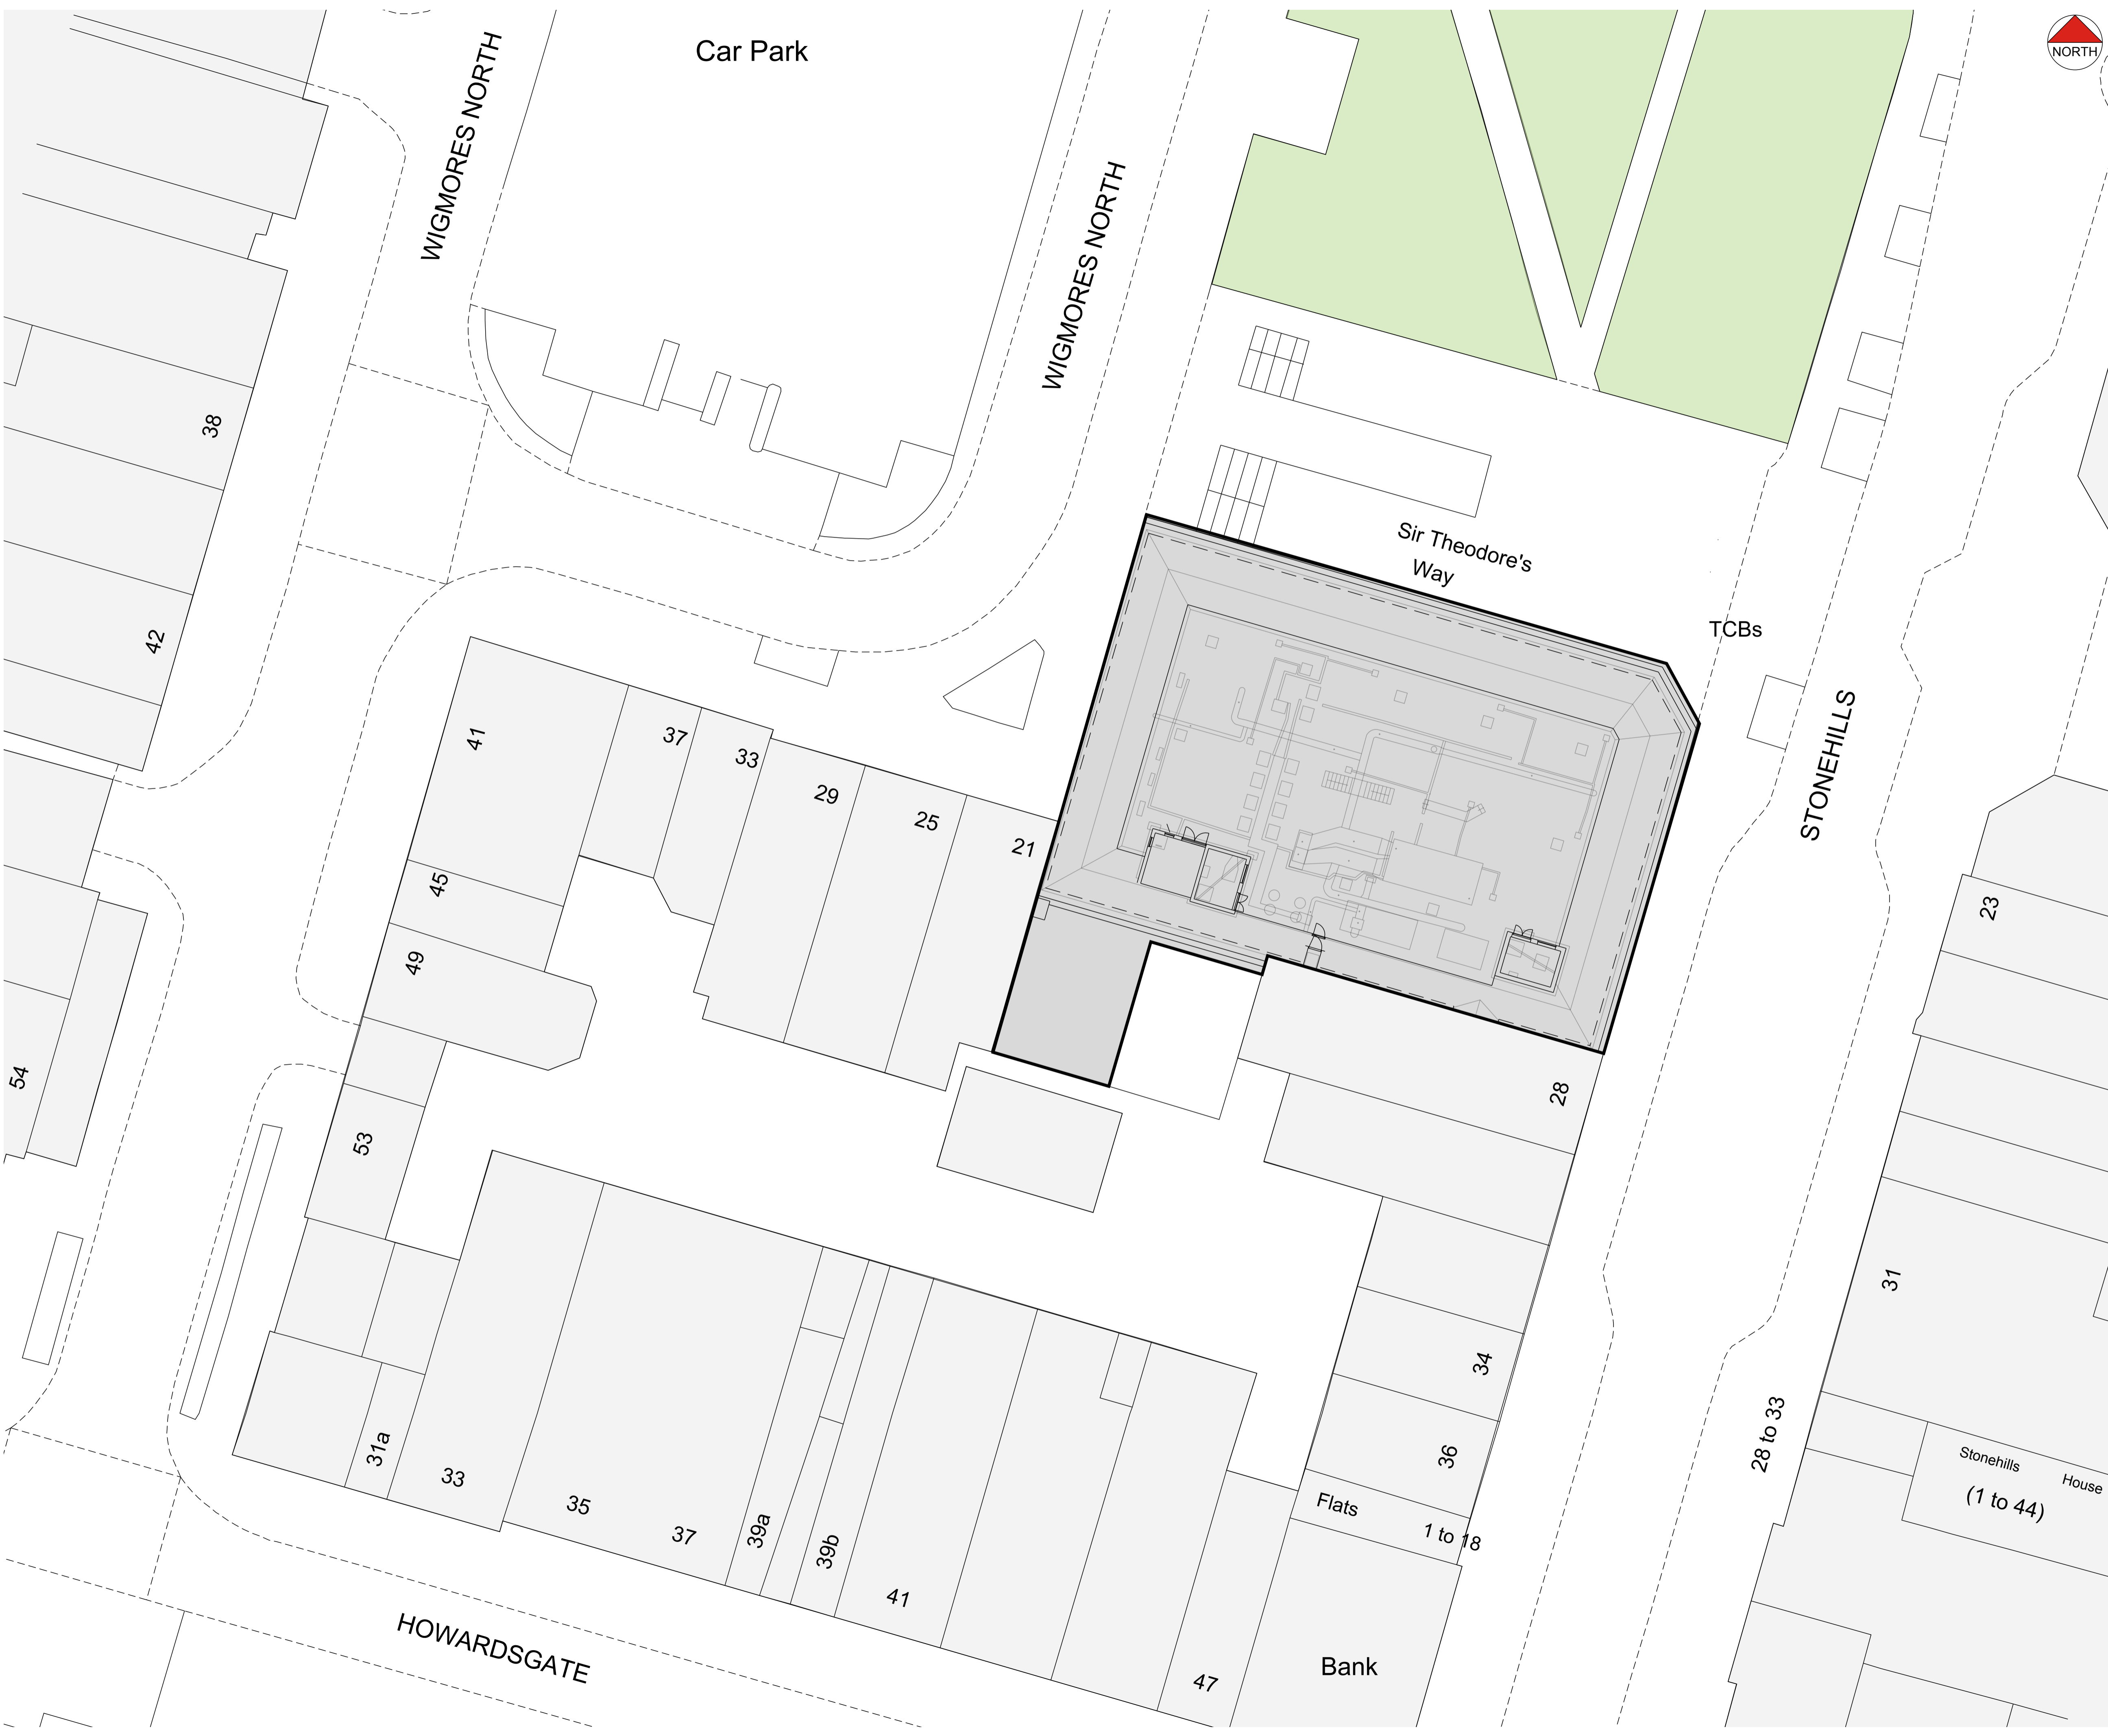 Car Park
NORTH
WIGMORES NORTH
WIGMORES NORTH
38
42
Sir Theodore's
Way
TCBs
STONEHILLS
41
37
33
29
25
21
45
49
23
54
53
28
31
34
36
28 to 33
Stonehills House
(1 to 44)
Flats
1 to 18
31a
33
35
37
39a
39b
41
47
Bank
HOWARDSGATE